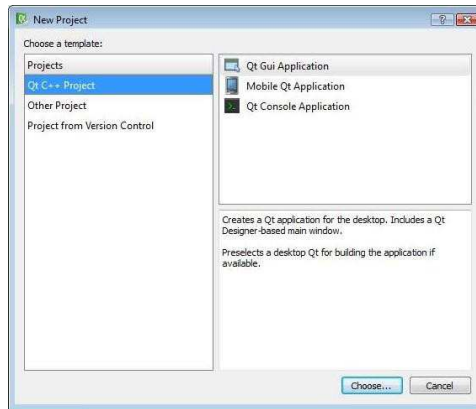 New Project
Choose a template:
Projects
Qt C++ Project
Other Project
Project from Version Control
Qt Gui Application
Mobile Qt Application
Qt Console Application
Creates a Qt application for the desktop. Includes a Qt
Designer-based main window.
Preselects a desktop Qt for building the application if
available.
Choose...
Cancel